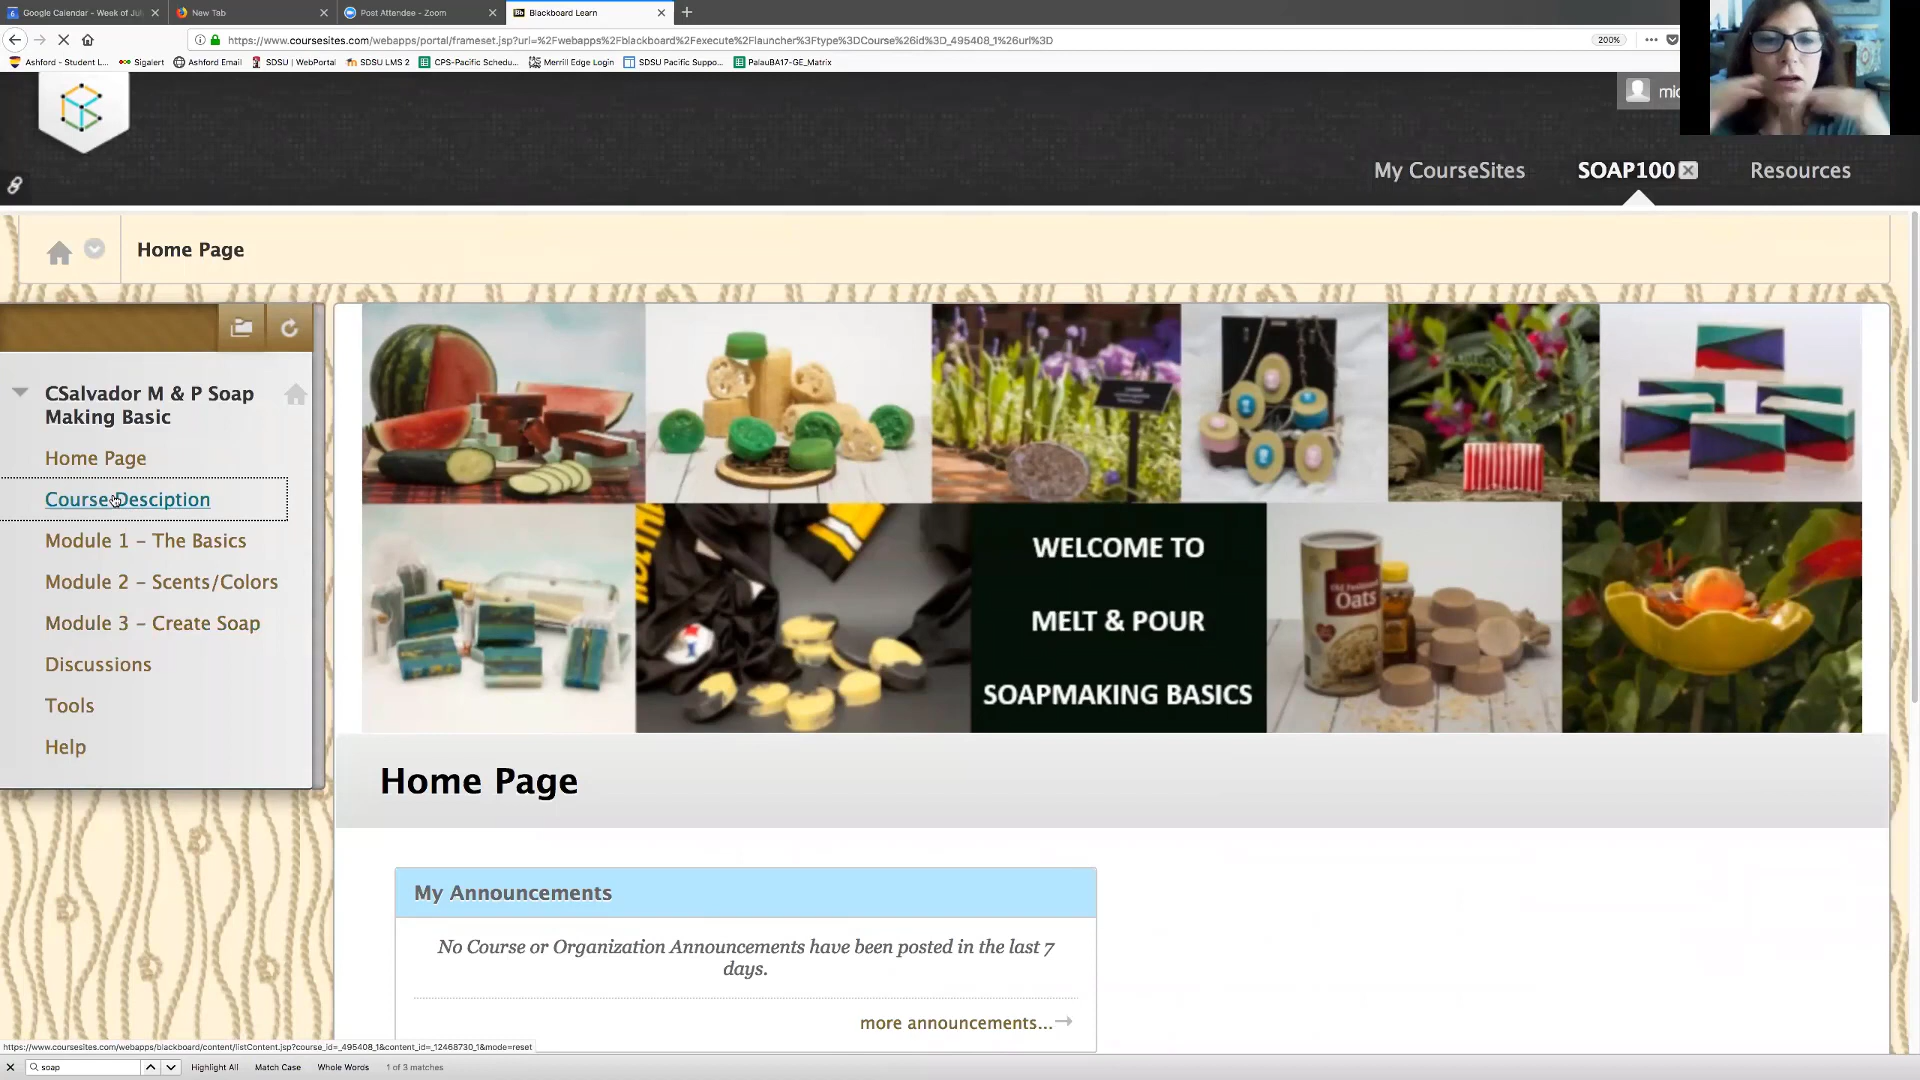 Google Calendar - Week of Jul
New Tab
Post Attendee - Zoom
Blackboard Learn
https://www.coursesites.com/webapps/portal/frameset.jsp?url=%2Fwebapps%2Fblackboard%2Fexecute%2Flauncher%3Ftype%3DCourse%26id%3D_495408_1%26url%3D
200%
Ashford - Student L...
Sigalert
Ashford Email
SDSU | WebPortal
SDSU LMS 2
CPS-Pacific Schedu...
Merrill Edge Login
SDSU Pacific Suppo...
PalauBA17-GE_Matrix
My CourseSites
SOAP100
Resources
Home Page
CSalvador M & P Soap
Making Basic
Home Page
Course Desciption
Module 1 – The Basics
Module 2 – Scents/Colors
Module 3 – Create Soap
Discussions
Tools
Help
Old Fashioned
Oats
WELCOME TO
MELT & POUR
SOAPMAKING BASICS
Home Page
My Announcements
No Course or Organization Announcements have been posted in the last 7
days.
more announcements...
https://www.coursesites.com/webapps/blackboard/content/listContent.jsp?course_id=_495408_1&content_id=_12468730_1&mode=reset
soap
Highlight All
Match Case
Whole Words
1 of 3 matches